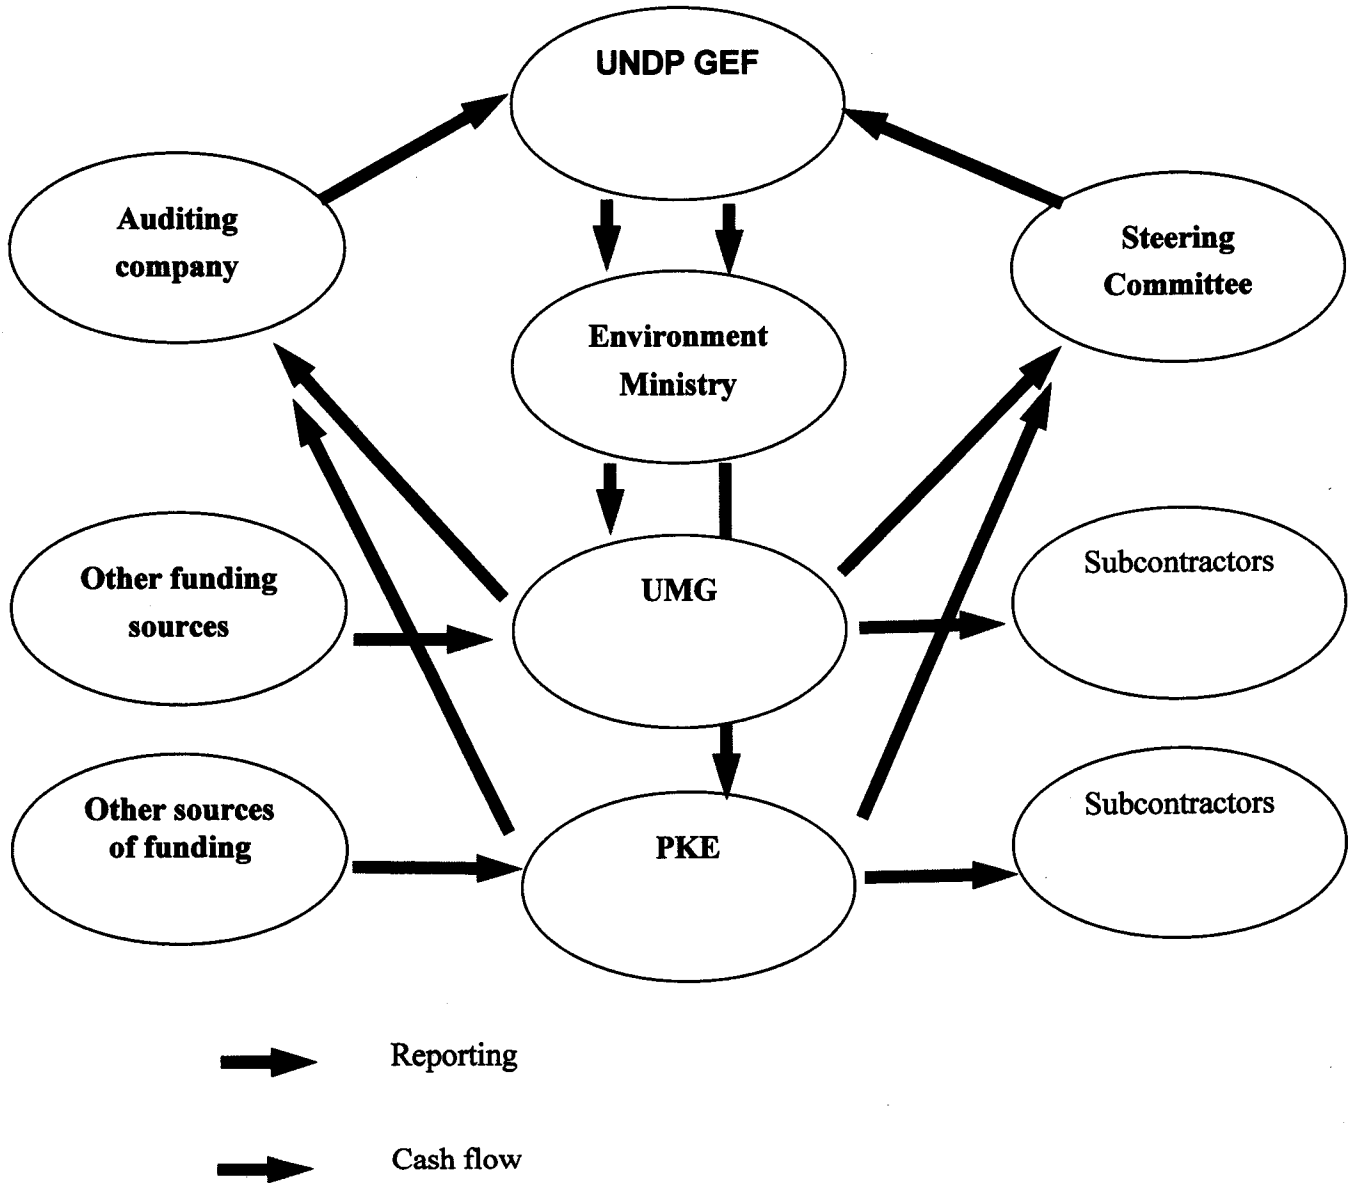 UNDP GEF
Auditing
company
Steering
Committee
Environment
Ministry
Other funding
sources
UMG
Subcontractors
Other sources
of funding
PKE
Subcontractors
Reporting
Cash flow